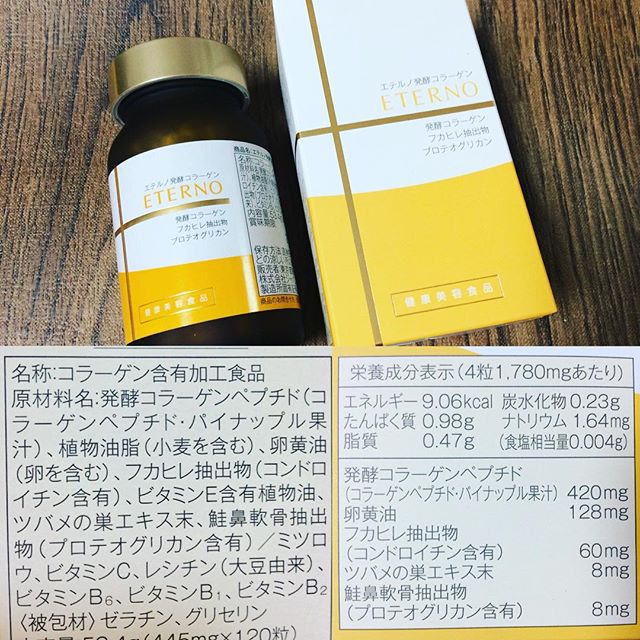 エテルノ発酵コラーゲン
ETERNO
発酵コラーゲン
フカヒレ抽出物
プロテオグリカン
健康美容食品
エテルノ発酵コラーゲン
ETERNO
発酵コラーゲン
フカヒレ抽出物
プロテオグリカン
健康美容食品
名称:コラーゲン含有加工食品
原材料名:発酵コラーゲンペプチド(コ
ラーゲンペプチド・パイナップル果
汁)、植物油脂(小麦を含む)、卵黄油
(卵を含む)、フカヒレ抽出物(コンドロ
イチン含有)、ビタミンE含有植物油、
ツバメの巣エキス末、鮭鼻軟骨抽出
物(プロテオグリカン含有)/ミツロ
ウ、ビタミンC、レシチン(大豆由来)、
ビタミンB6、ビタミンB1、ビタミンB2
〈被包材〉ゼラチン、グリセリン
(445mg×120粒)
栄養成分表示(4粒1,780mgあたり)
エネルギー 9.06kcal 炭水化物 0.23g
たんぱく質 0.98g ナトリウム 1.64mg
脂質 0.47g (食塩相当量0.004g)
発酵コラーゲンペプチド
(コラーゲンペプチド・パイナップル果汁) 420mg
卵黄油 128mg
フカヒレ抽出物
(コンドロイチン含有) 60mg
ツバメの巣エキス末 8mg
鮭鼻軟骨抽出物
(プロテオグリカン含有) 8mg